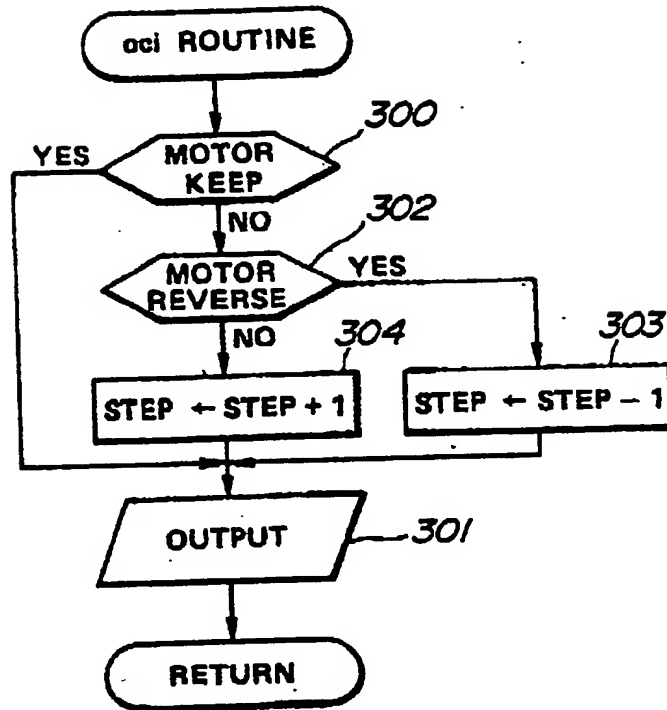 oci ROUTINE
300
YES
MOTOR
KEEP
NO
302
MOTOR
REVERSE
YES
NO
304
303
STEP ← STEP + 1
STEP ← STEP - 1
OUTPUT
301
RETURN